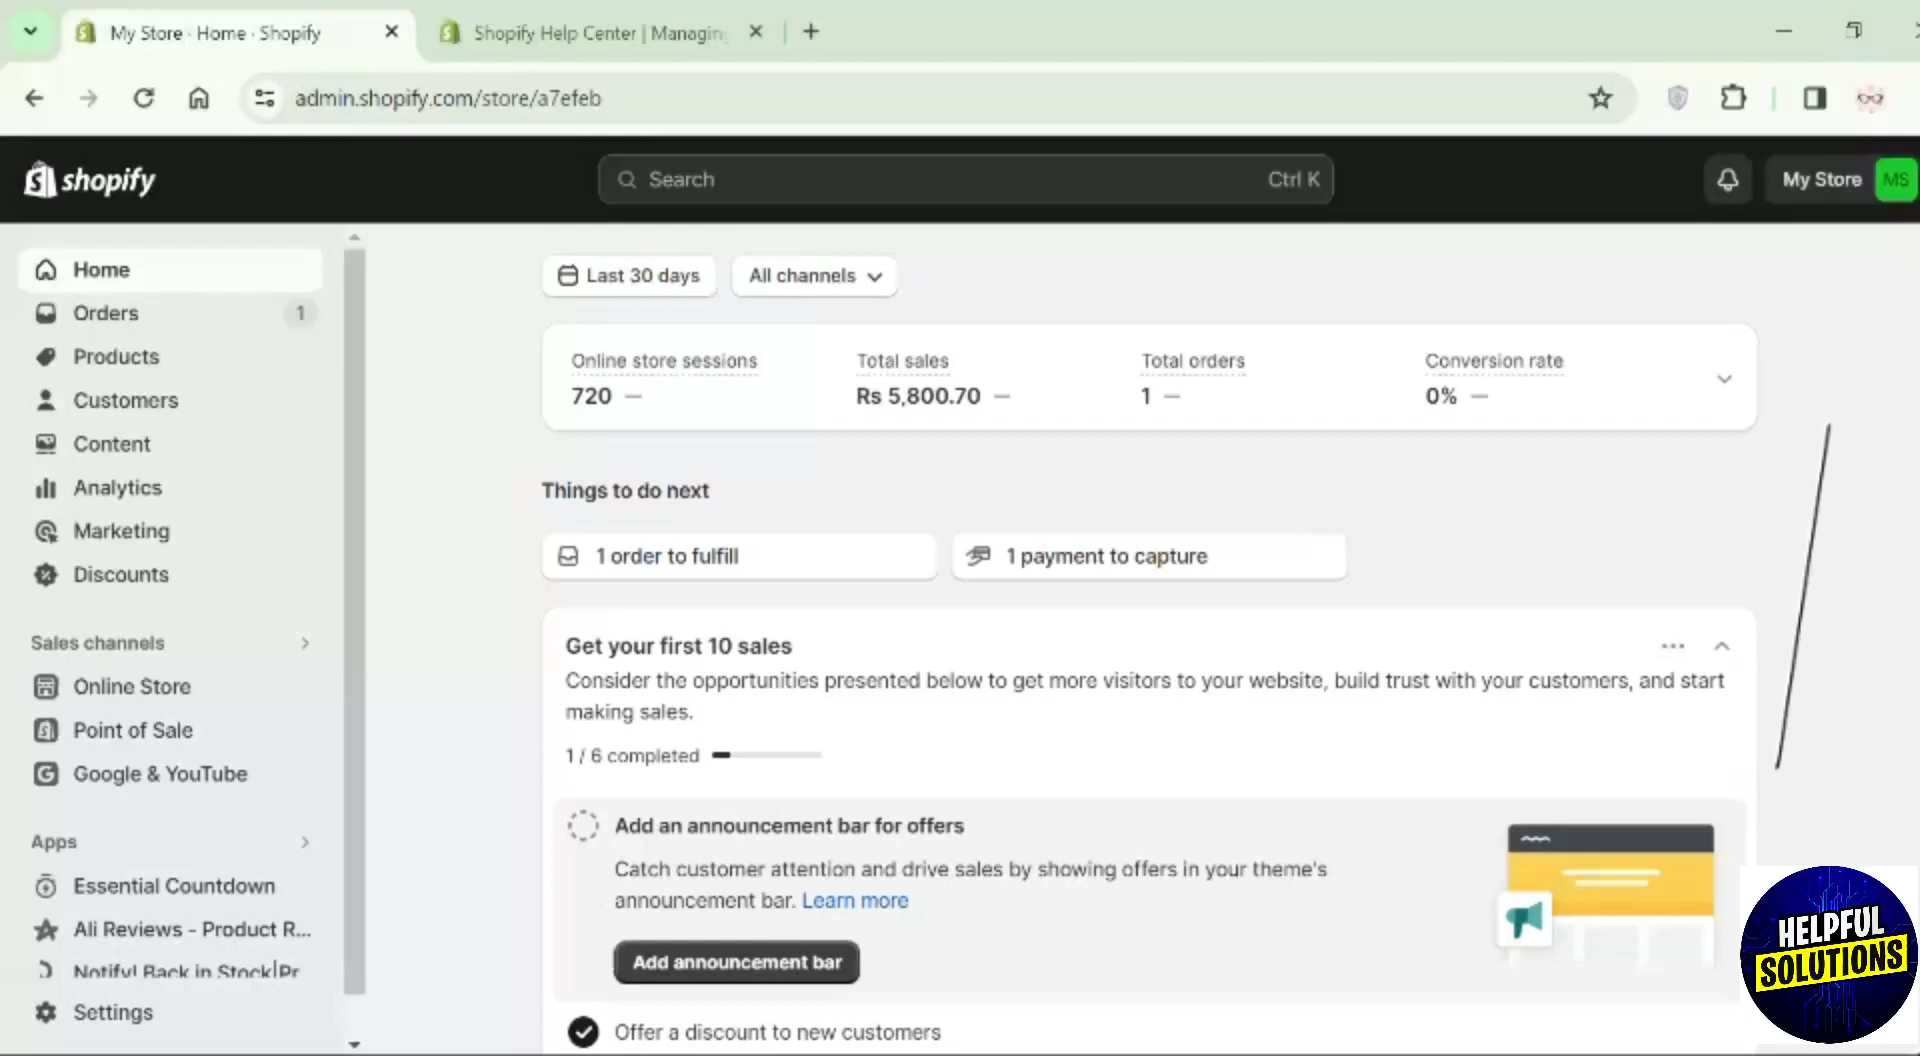 My Store · Home · Shopify
Shopify Help Center | Managing
admin.shopify.com/store/a7efeb
shopify
Search
Ctrl K
My Store
MS
Home
Orders
1
Products
Customers
Content
Analytics
Marketing
Discounts
Sales channels
Online Store
Point of Sale
Google & YouTube
Apps
Essential Countdown
Ali Reviews - Product R...
Notify! Back in Stock|Pr
Settings
Last 30 days
All channels
Online store sessions
720 —
Total sales
Rs 5,800.70 —
Total orders
1 —
Conversion rate
0% —
Things to do next
1 order to fulfill
1 payment to capture
Get your first 10 sales
Consider the opportunities presented below to get more visitors to your website, build trust with your customers, and start
making sales.
1 / 6 completed
Add an announcement bar for offers
Catch customer attention and drive sales by showing offers in your theme's
announcement bar. Learn more
Add announcement bar
Offer a discount to new customers
HELPFUL
SOLUTIONS